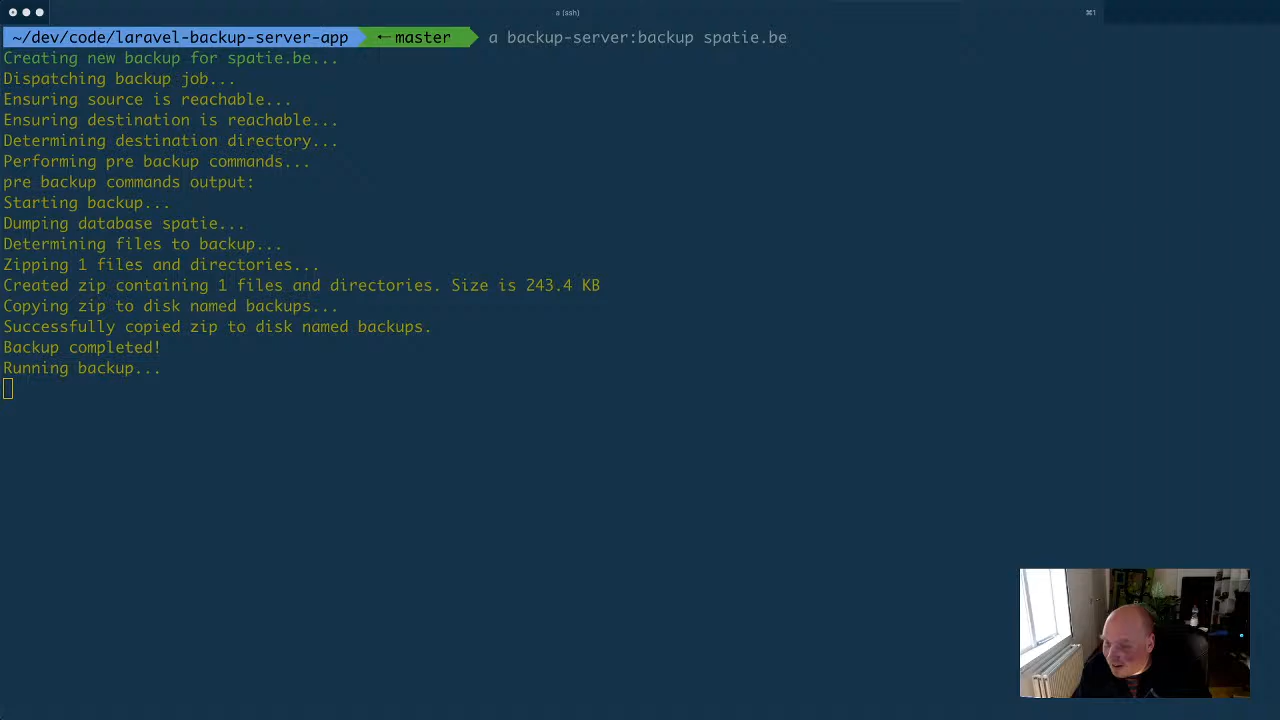 a (ssh)
⌘1
~/dev/code/laravel-backup-server-app ← master a backup-server:backup spatie.be
Creating new backup for spatie.be...
Dispatching backup job...
Ensuring source is reachable...
Ensuring destination is reachable...
Determining destination directory...
Performing pre backup commands...
pre backup commands output:
Starting backup...
Dumping database spatie...
Determining files to backup...
Zipping 1 files and directories...
Created zip containing 1 files and directories. Size is 243.4 KB
Copying zip to disk named backups...
Successfully copied zip to disk named backups.
Backup completed!
Running backup...